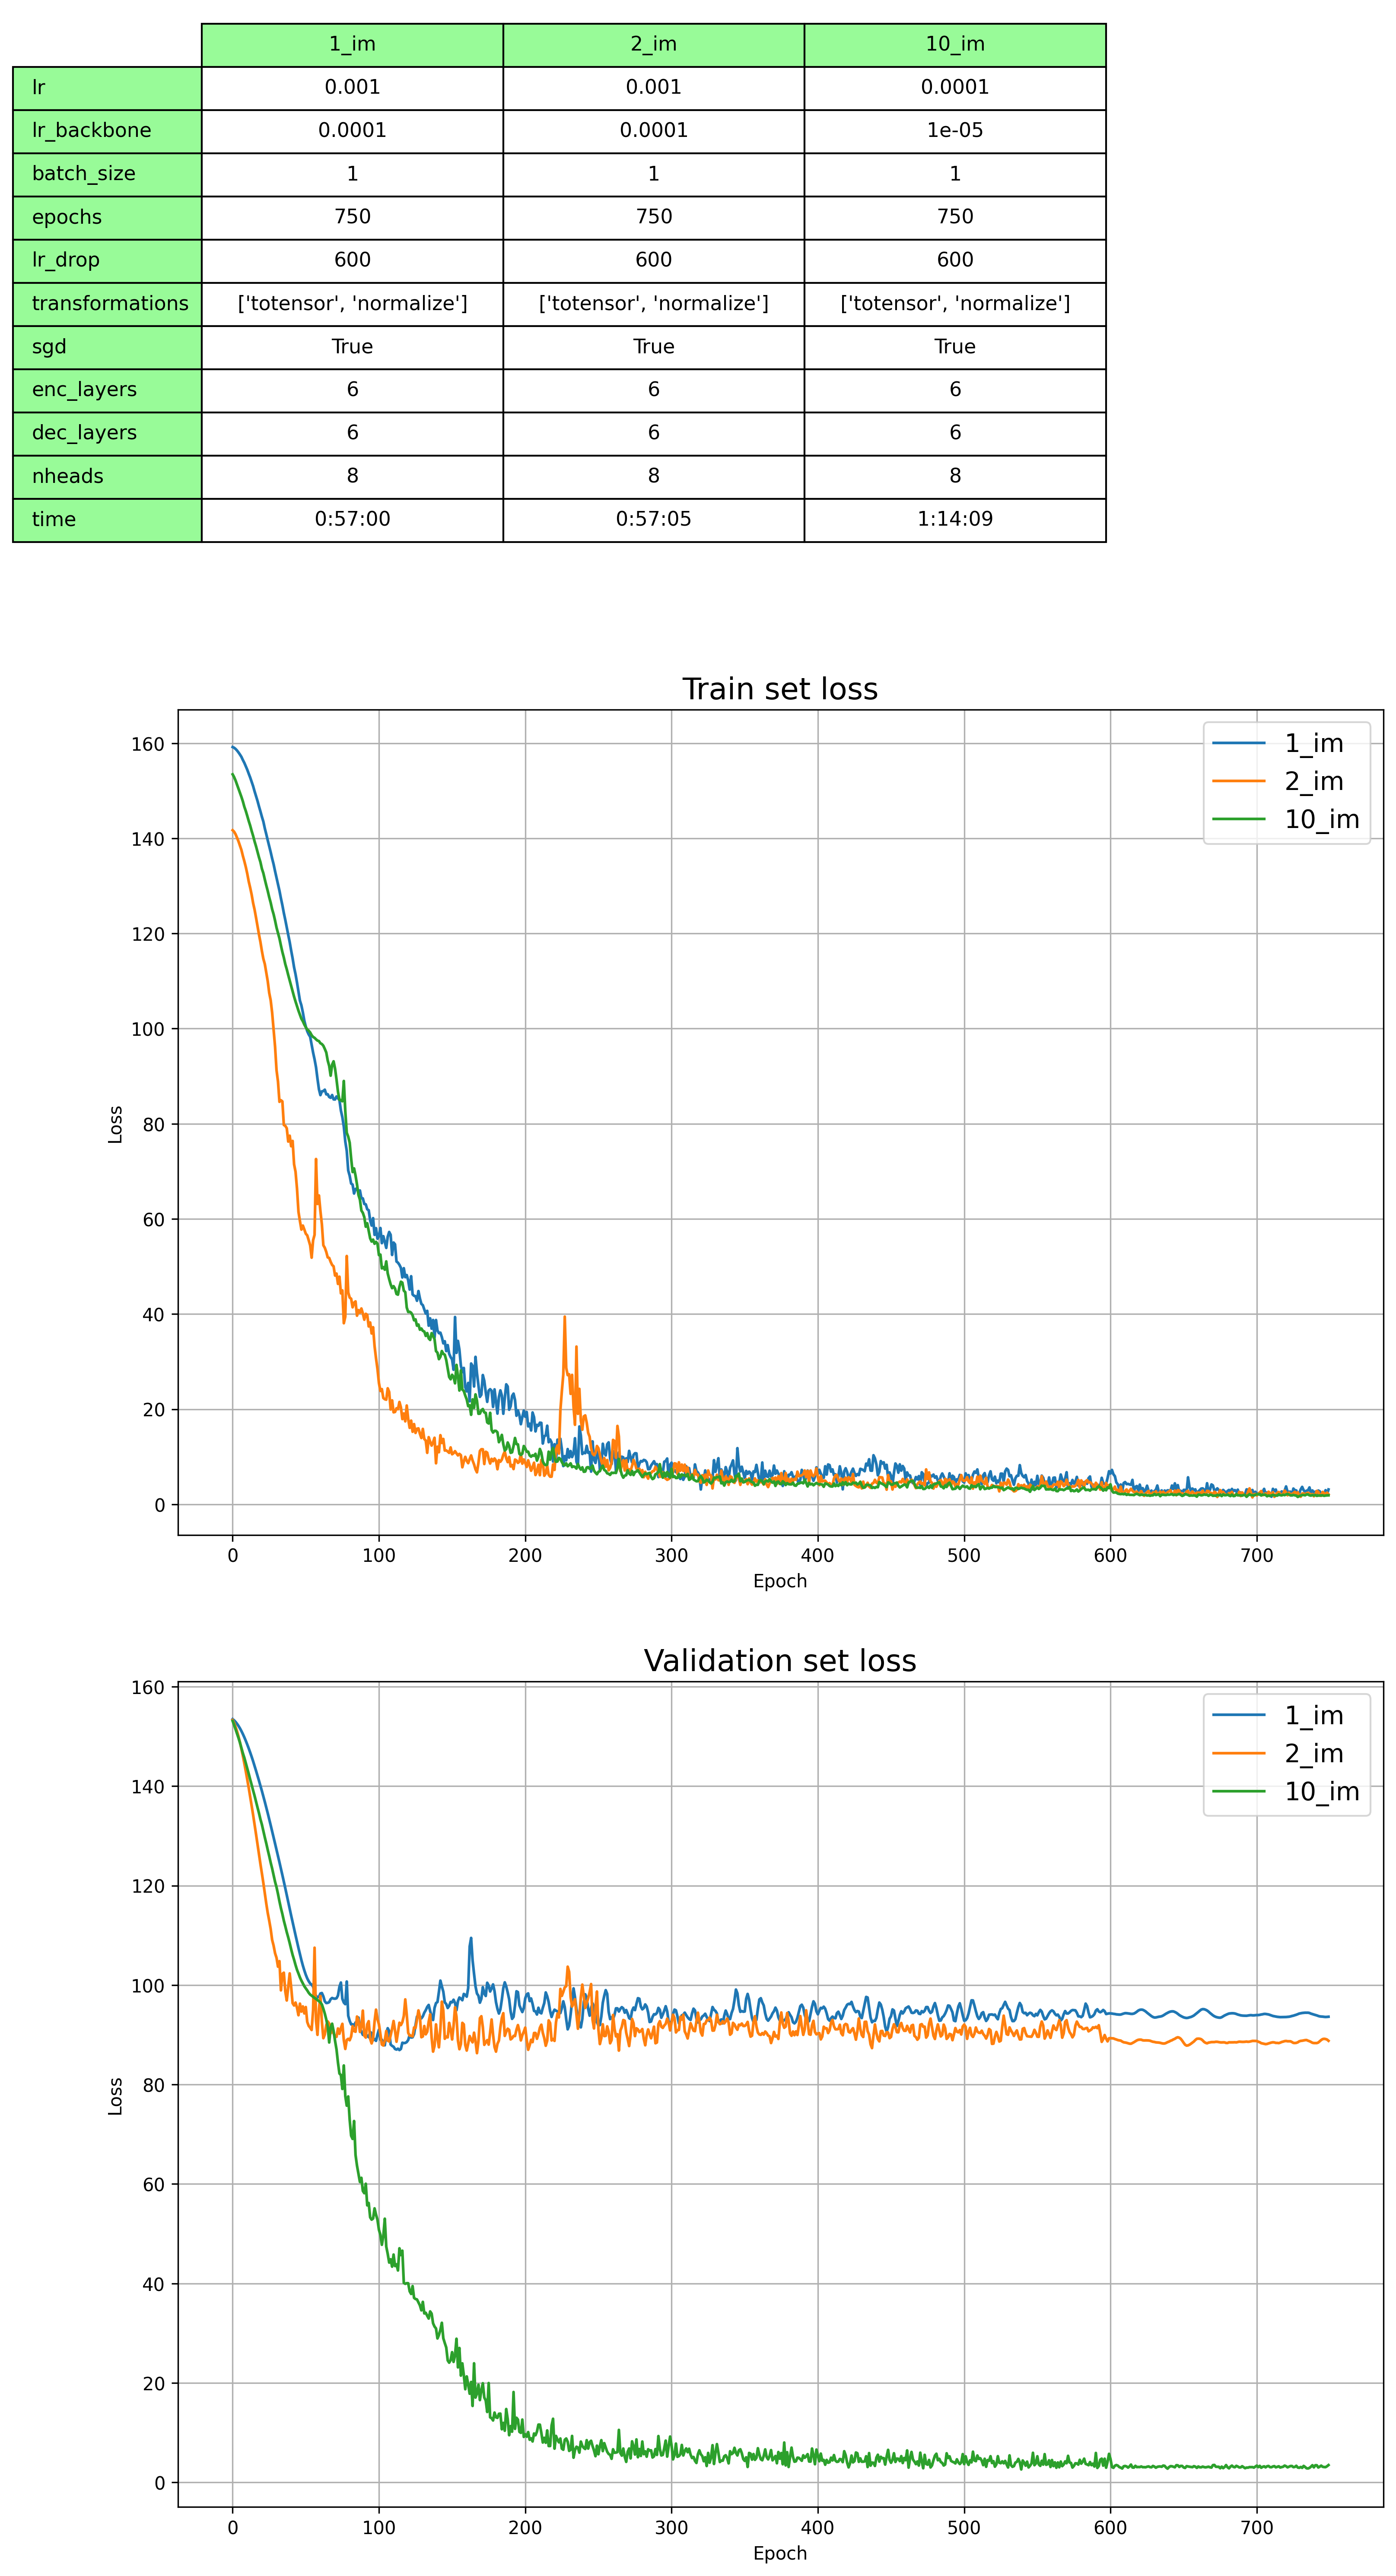 1_im 2_im 10_im
lr 0.001 0.001 0.0001
lr_backbone 0.0001 0.0001 1e-05
batch_size 1 1 1
epochs 750 750 750
lr_drop 600 600 600
transformations ['totensor', 'normalize'] ['totensor', 'normalize'] ['totensor', 'normalize']
sgd True True True
enc_layers 6 6 6
dec_layers 6 6 6
nheads 8 8 8
time 0:57:00 0:57:05 1:14:09
Train set loss
1_im
2_im
10_im
160
140
120
100
80
60
40
20
0
Loss
0 100 200 300 400 500 600 700
Epoch
Validation set loss
1_im
2_im
10_im
160
140
120
100
80
60
40
20
0
Loss
0 100 200 300 400 500 600 700
Epoch